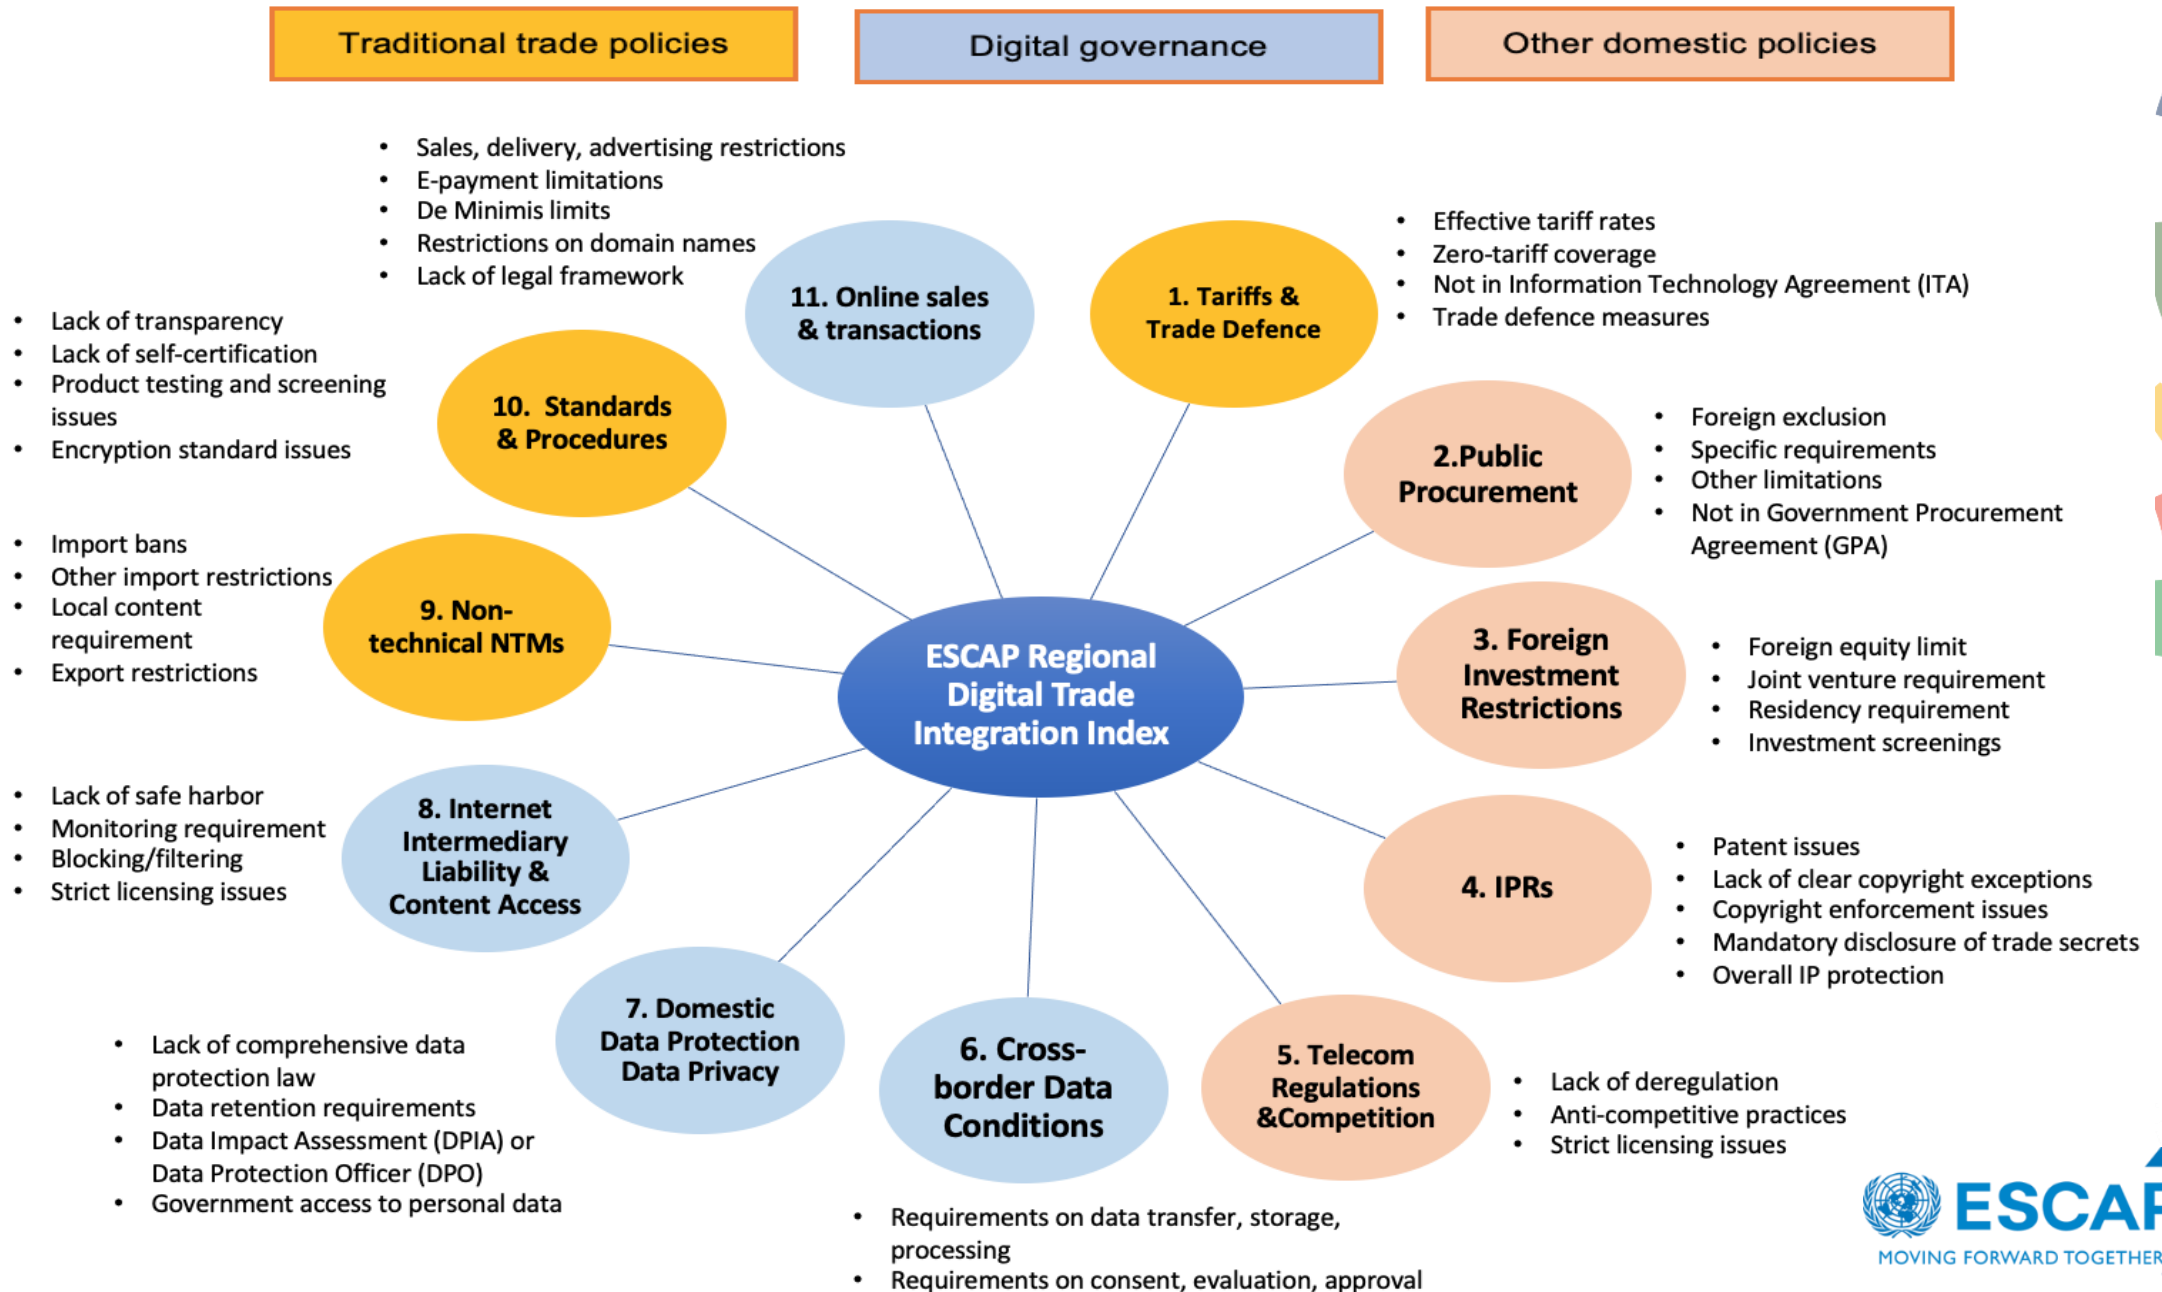 Traditional trade policies
Digital governance
Other domestic policies
• Sales, delivery, advertising restrictions
• E-payment limitations
• De Minimis limits
• Restrictions on domain names
• Lack of legal framework
11. Online sales
& transactions
1. Tariffs &
Trade Defence
• Effective tariff rates
• Zero-tariff coverage
• Not in Information Technology Agreement (ITA)
• Trade defence measures
• Lack of transparency
• Lack of self-certification
• Product testing and screening
issues
• Encryption standard issues
10. Standards
& Procedures
2.Public
Procurement
• Foreign exclusion
• Specific requirements
• Other limitations
• Not in Government Procurement
Agreement (GPA)
• Import bans
• Other import restrictions
• Local content
requirement
• Export restrictions
9. Non-
technical NTMs
ESCAP Regional
Digital Trade
Integration Index
3. Foreign
Investment
Restrictions
• Foreign equity limit
• Joint venture requirement
• Residency requirement
• Investment screenings
• Lack of safe harbor
• Monitoring requirement
• Blocking/filtering
• Strict licensing issues
8. Internet
Intermediary
Liability &
Content Access
4. IPRs
• Patent issues
• Lack of clear copyright exceptions
• Copyright enforcement issues
• Mandatory disclosure of trade secrets
• Overall IP protection
7. Domestic
Data Protection
Data Privacy
• Lack of comprehensive data
protection law
• Data retention requirements
• Data Impact Assessment (DPIA) or
Data Protection Officer (DPO)
• Government access to personal data
6. Cross-
border Data
Conditions
• Requirements on data transfer, storage,
processing
• Requirements on consent, evaluation, approval
5. Telecom
Regulations
&Competition
• Lack of deregulation
• Anti-competitive practices
• Strict licensing issues
ESCAP
MOVING FORWARD TOGETHER